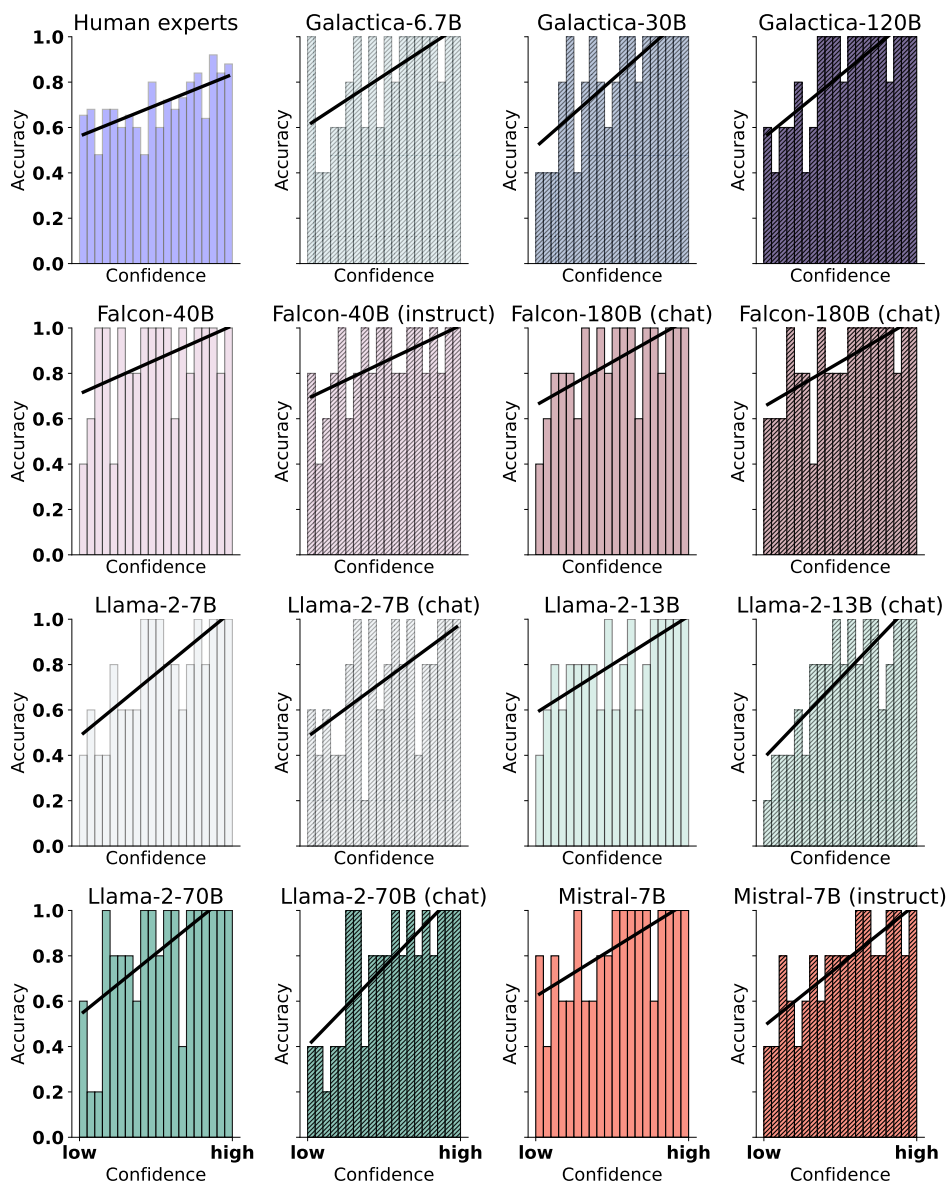 Human experts
Galactica-6.7B
Galactica-30B
Galactica-120B
1.0
0.8
0.6
0.4
0.2
0.0
Accuracy
Accuracy
Accuracy
Accuracy
Confidence
Confidence
Confidence
Confidence
Falcon-40B
Falcon-40B (instruct)
Falcon-180B (chat)
Falcon-180B (chat)
1.0
0.8
0.6
0.4
0.2
0.0
Accuracy
Accuracy
Accuracy
Accuracy
Confidence
Confidence
Confidence
Confidence
Llama-2-7B
Llama-2-7B (chat)
Llama-2-13B
Llama-2-13B (chat)
1.0
0.8
0.6
0.4
0.2
0.0
Accuracy
Accuracy
Accuracy
Accuracy
Confidence
Confidence
Confidence
Confidence
Llama-2-70B
Llama-2-70B (chat)
Mistral-7B
Mistral-7B (instruct)
1.0
0.8
0.6
0.4
0.2
0.0
Accuracy
Accuracy
Accuracy
Accuracy
low
high
low
high
low
high
low
high
Confidence
Confidence
Confidence
Confidence